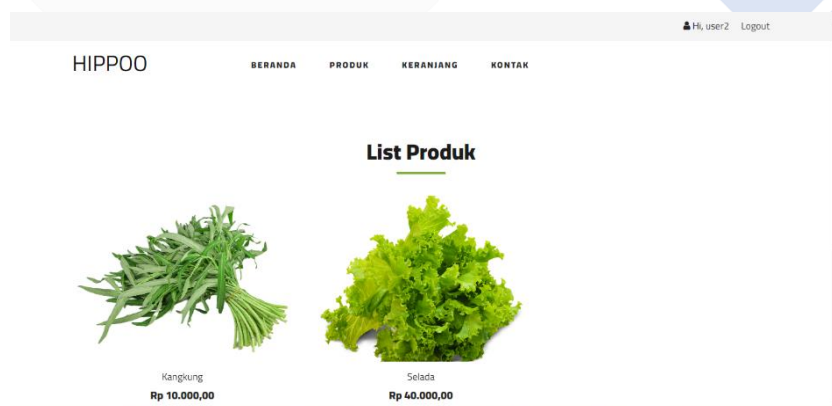 Hi, user2 Logout
HIPPOO BERANDA PRODUK KERANJANG KONTAK
List Produk
Kangkung Selada
Rp 10.000,00 Rp 40.000,00